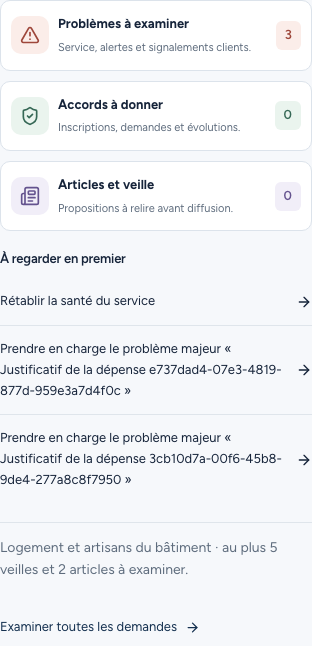 Problèmes à examiner
Service, alertes et signalements clients.
3
Accords à donner
Inscriptions, demandes et évolutions.
0
Articles et veille
Propositions à relire avant diffusion.
0
À regarder en premier
Rétablir la santé du service
Prendre en charge le problème majeur «
Justificatif de la dépense e737dad4-07e3-4819-
877d-959e3a7d4f0c »
Prendre en charge le problème majeur «
Justificatif de la dépense 3cb10d7a-00f6-45b8-
9de4-277a8c8f7950 »
Logement et artisans du bâtiment · au plus 5
veilles et 2 articles à examiner.
Examiner toutes les demandes